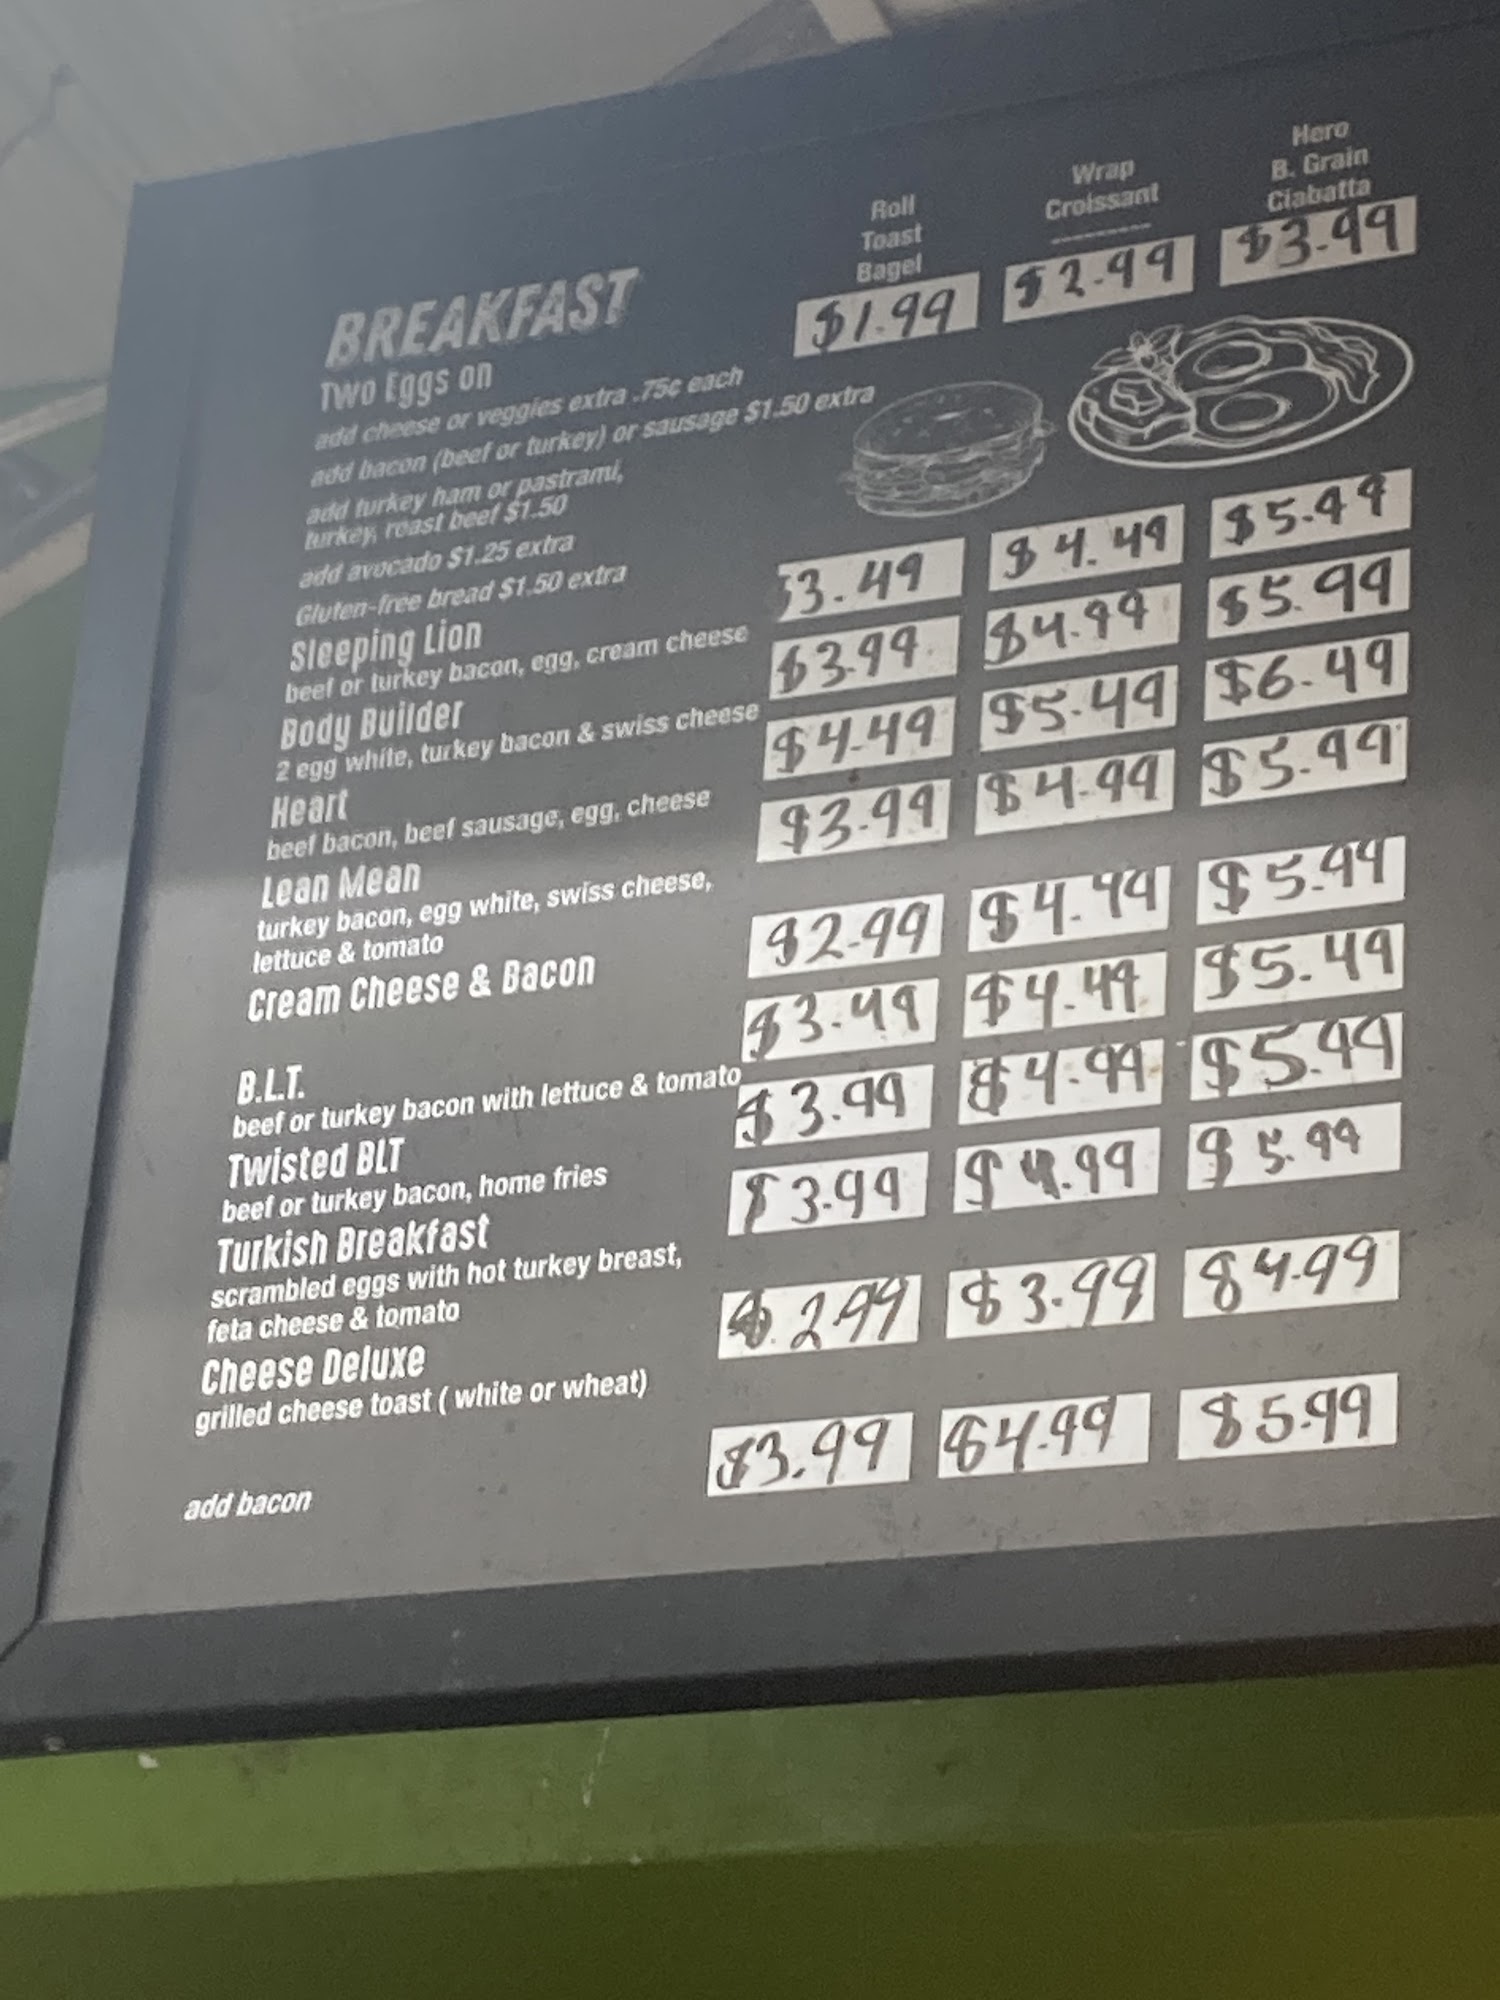 Roll Toast Bagel
Wrap Croissant
Hero B. Grain Ciabatta
BREAKFAST
Two Eggs on $1.99 $2.99 $3.99
add cheese or veggies extra .75c each
add bacon (beef or turkey) or sausage $1.50 extra
add turkey ham or pastrami,
turkey, roast beef $1.50
add avocado $1.25 extra
Gluten-free bread $1.50 extra
Sleeping Lion $3.49 $4.49 $5.49
beef or turkey bacon, egg, cream cheese
Body Builder $3.99 $4.99 $5.99
2 egg white, turkey bacon & swiss cheese
Heart $4.49 $5.49 $6.49
beef bacon, beef sausage, egg, cheese
Lean Mean $3.99 $4.99 $5.99
turkey bacon, egg white, swiss cheese,
lettuce & tomato
Cream Cheese & Bacon $2.99 $4.99 $5.99
B.L.T. $3.49 $4.49 $5.49
beef or turkey bacon with lettuce & tomato
Twisted BLT $3.99 $4.99 $5.99
beef or turkey bacon, home fries
Turkish Breakfast $3.99 $4.99 $5.99
scrambled eggs with hot turkey breast,
feta cheese & tomato
Cheese Deluxe $2.99 $3.99 $4.99
grilled cheese toast ( white or wheat)
add bacon $3.99 $4.99 $5.99